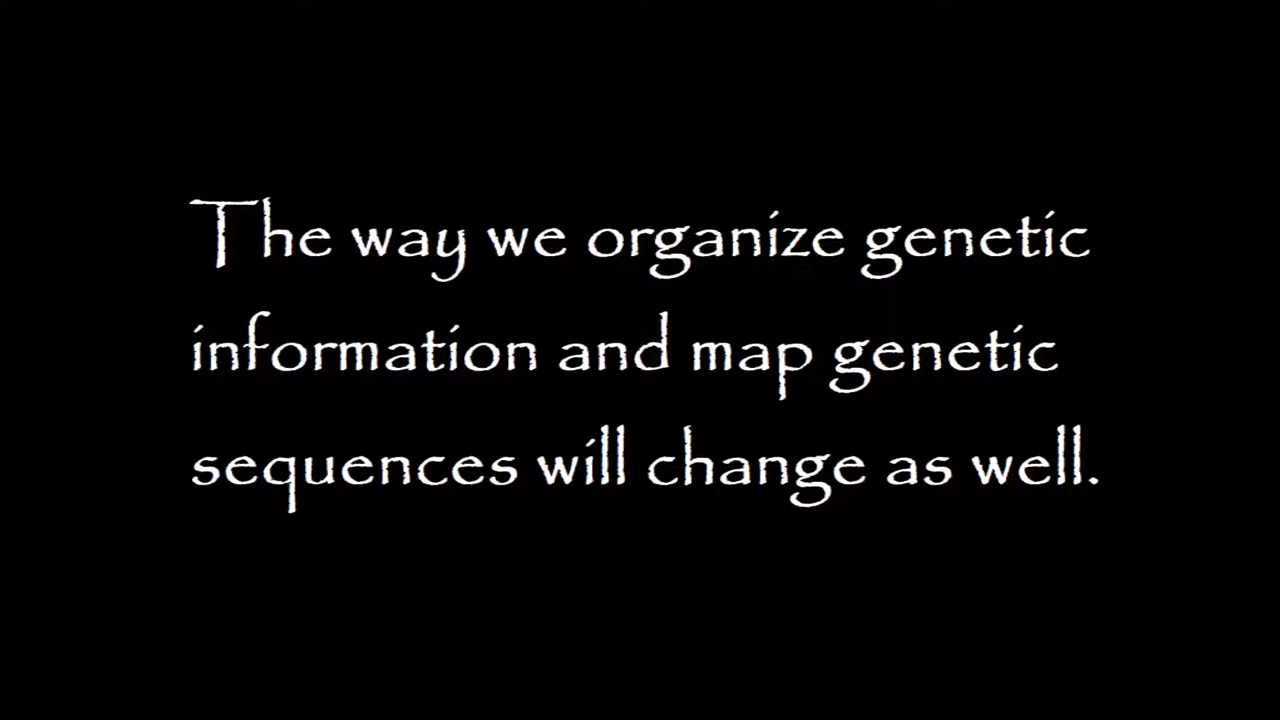 The way we organize genetic
information and map genetic
sequences will change as well.